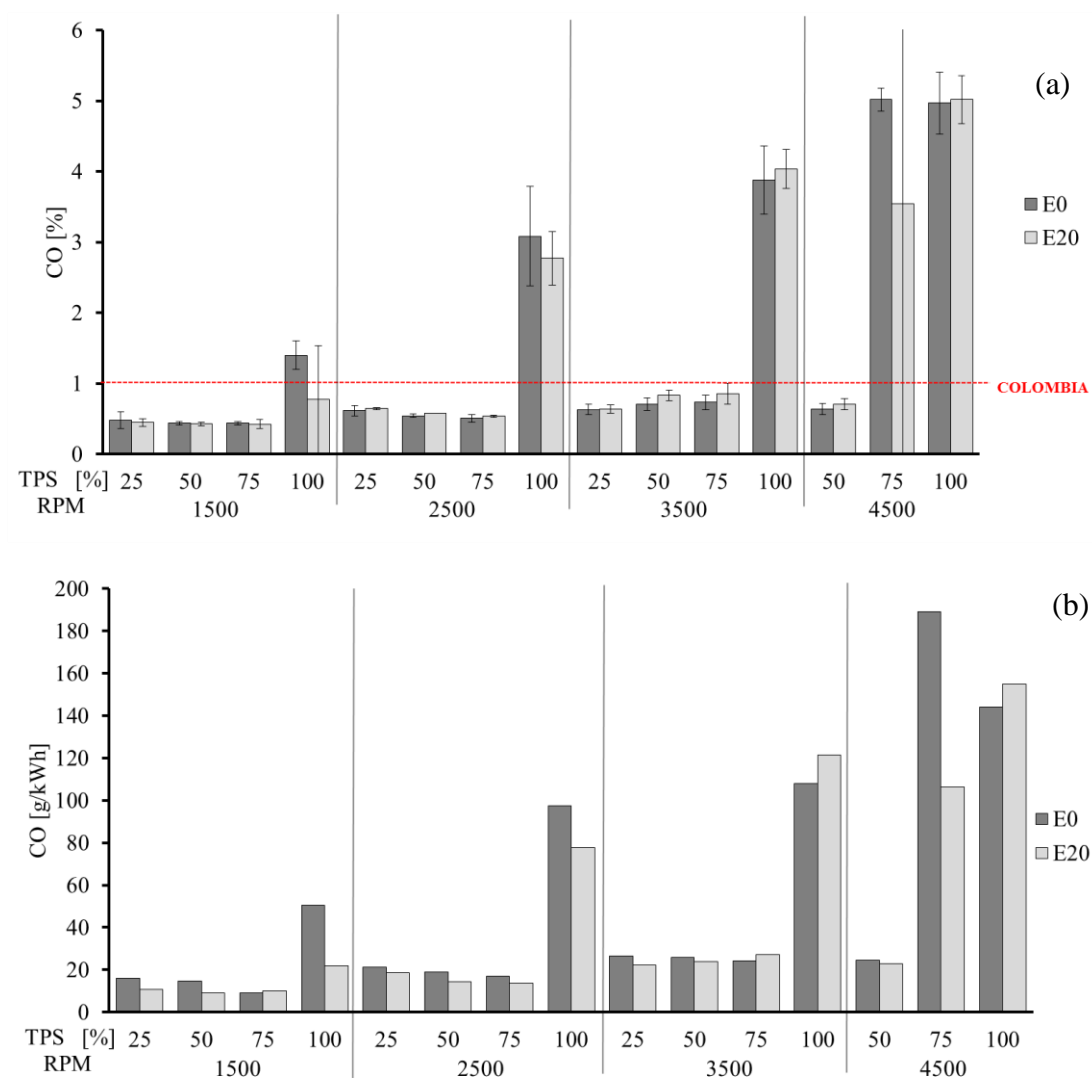 (a)
CO [%]
6
5
4
3
2
1
0
E0
E20
COLOMBIA
TPS [%] 25 50 75 100 25 50 75 100 25 50 75 100 50 75 100
RPM 1500 2500 3500 4500
(b)
CO [g/kWh]
200
180
160
140
120
100
80
60
40
20
0
E0
E20
TPS [%] 25 50 75 100 25 50 75 100 25 50 75 100 50 75 100
RPM 1500 2500 3500 4500